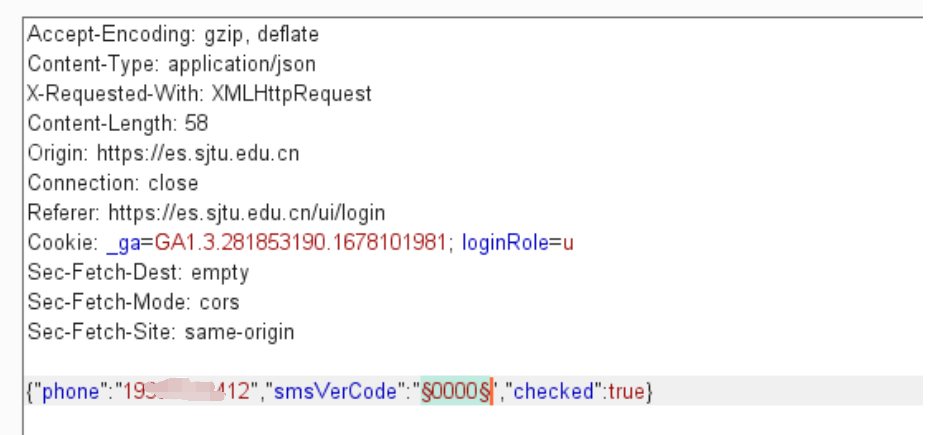 Accept-Encoding: gzip, deflate
Content-Type: application/json
X-Requested-With: XMLHttpRequest
Content-Length: 58
Origin: https://es.sjtu.edu.cn
Connection: close
Referer: https://es.sjtu.edu.cn/ui/login
Cookie: _ga=GA1.3.281853190.1678101981; loginRole=u
Sec-Fetch-Dest: empty
Sec-Fetch-Mode: cors
Sec-Fetch-Site: same-origin
{"phone":"19 412","smsVerCode":"§0000§","checked":true}